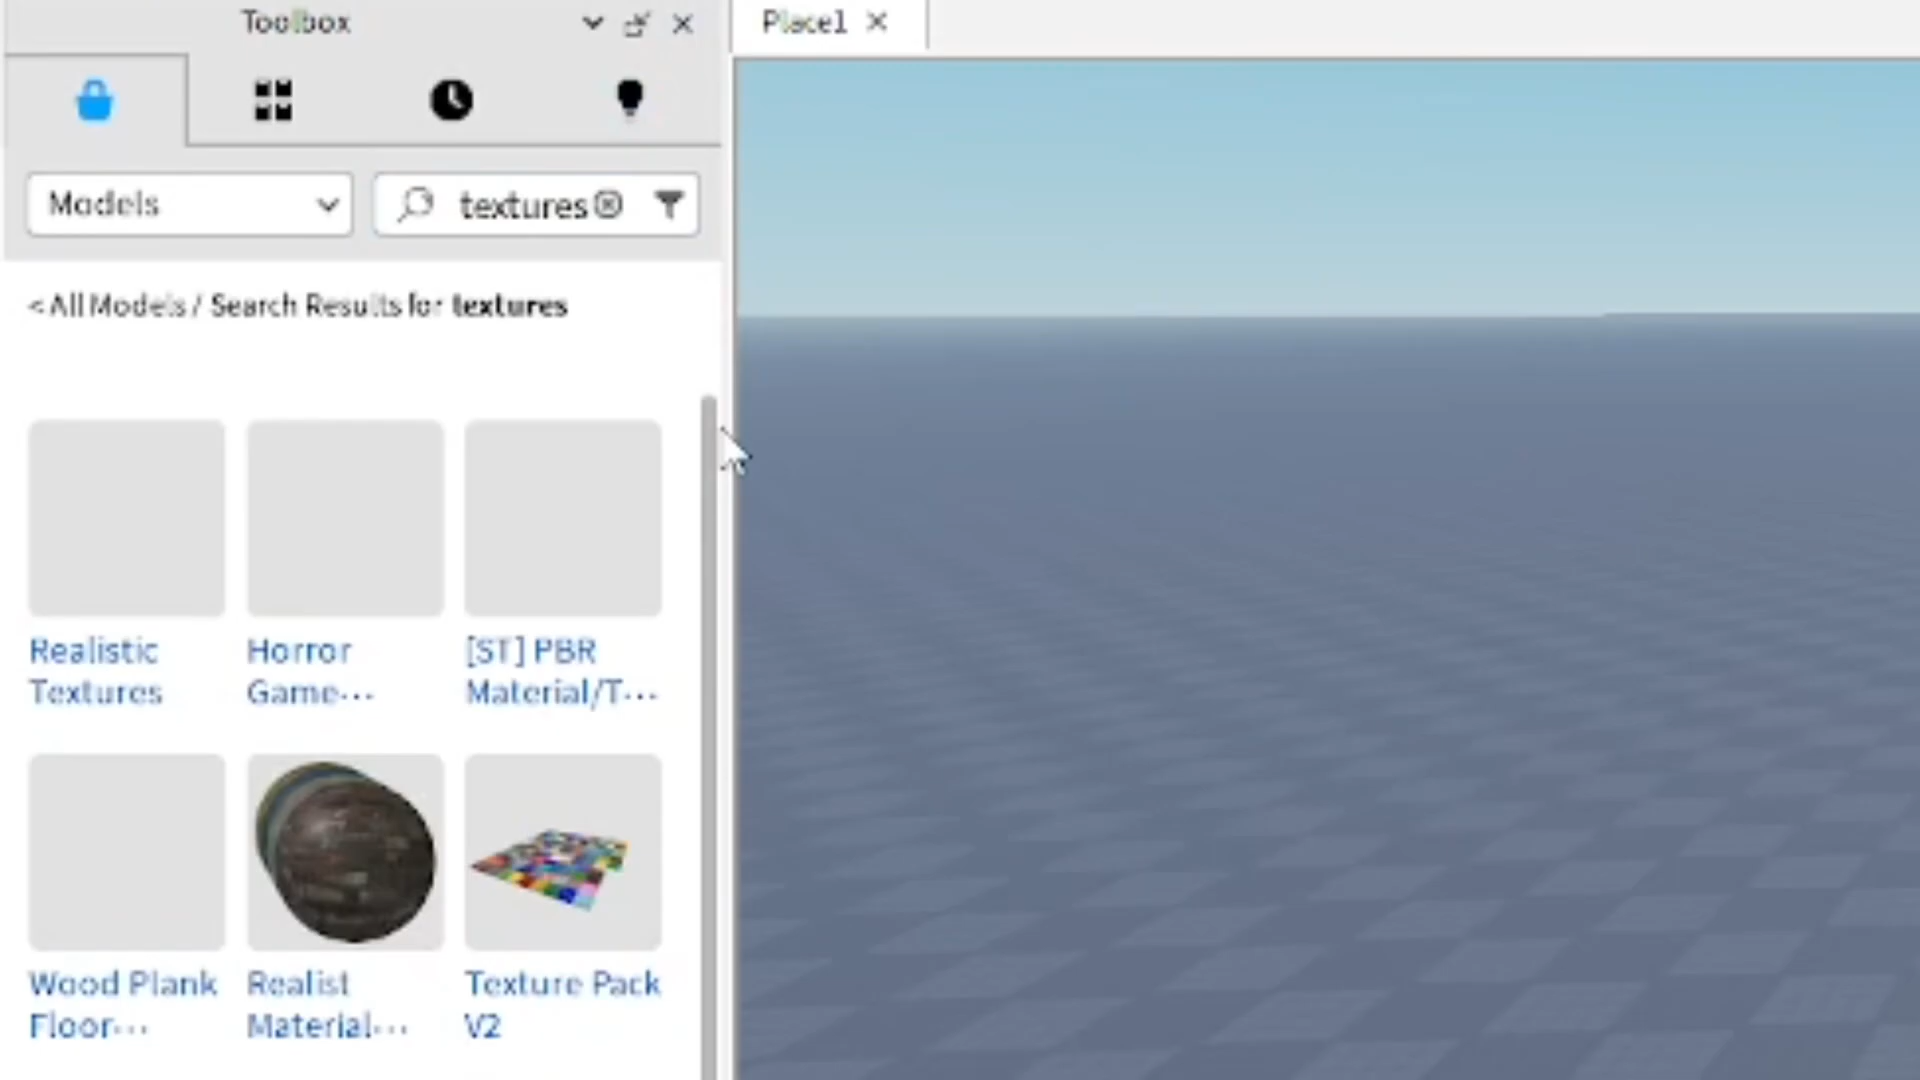 Toolbox
Place1
Models
textures
< All Models / Search Results for textures
Realistic
Textures
Horror
Game...
[ST] PBR
Material/T...
Wood Plank
Floor...
Realist
Material...
Texture Pack
V2